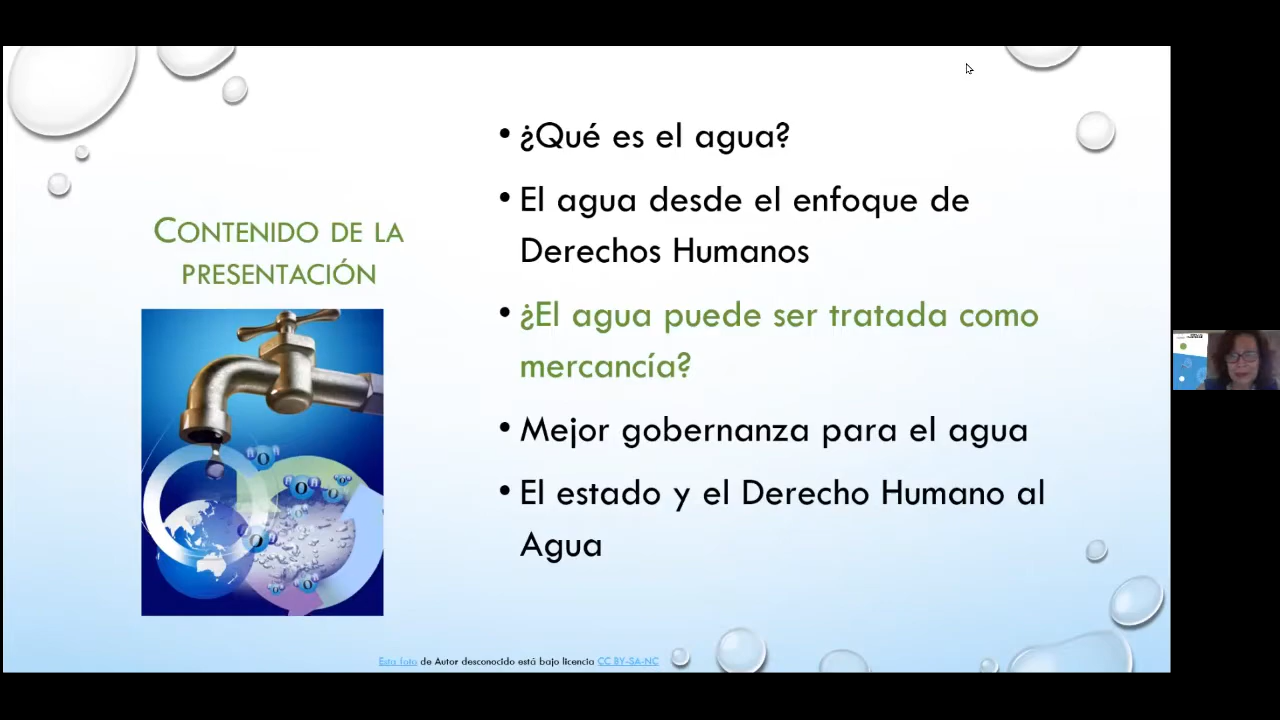 CONTENIDO DE LA
PRESENTACIÓN
• ¿Qué es el agua?
• El agua desde el enfoque de
Derechos Humanos
• ¿El agua puede ser tratada como
mercancía?
• Mejor gobernanza para el agua
• El estado y el Derecho Humano al
Agua
Esta foto de Autor desconocido está bajo licencia CC BY-SA-NC